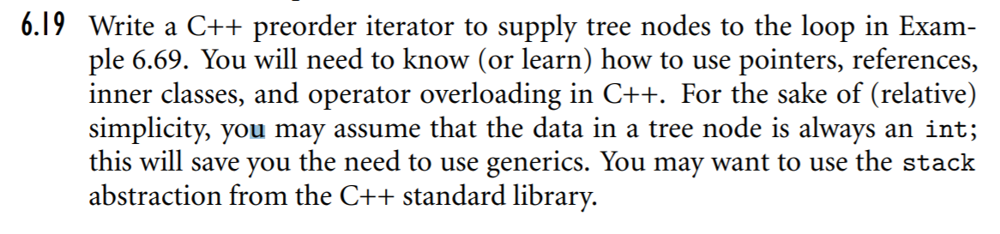 6.19 Write a C++ preorder iterator to supply tree nodes to the loop in Exam-
ple 6.69. You will need to know (or learn) how to use pointers, references,
inner classes, and operator overloading in C++. For the sake of (relative)
simplicity, you may assume that the data in a tree node is always an int;
this will save you the need to use generics. You may want to use the stack
abstraction from the C++ standard library.